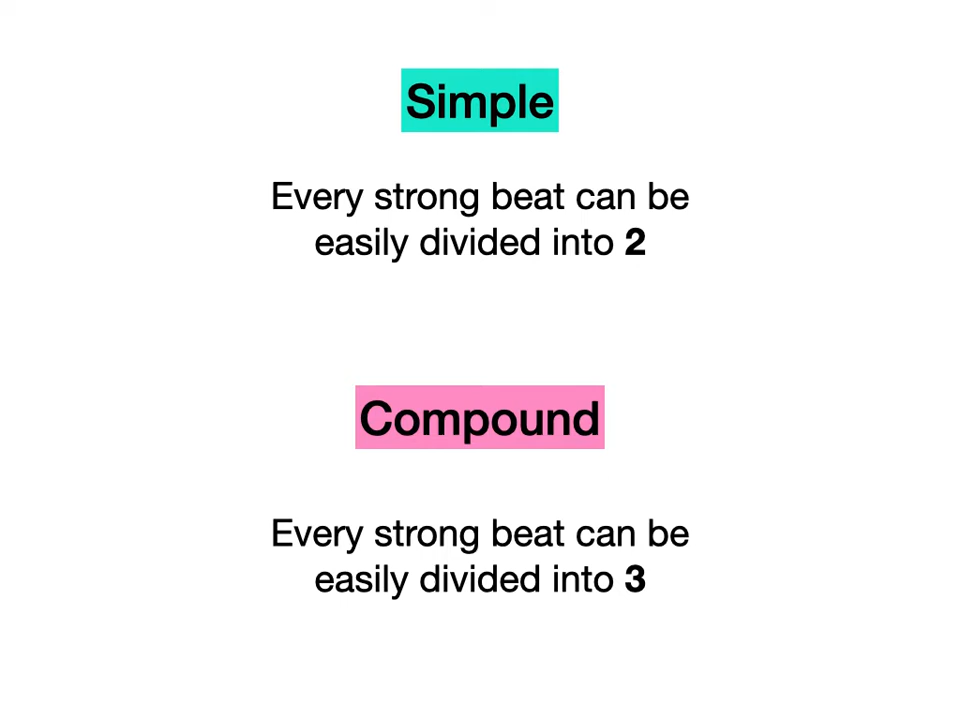 Simple
Every strong beat can be
easily divided into 2
Compound
Every strong beat can be
easily divided into 3